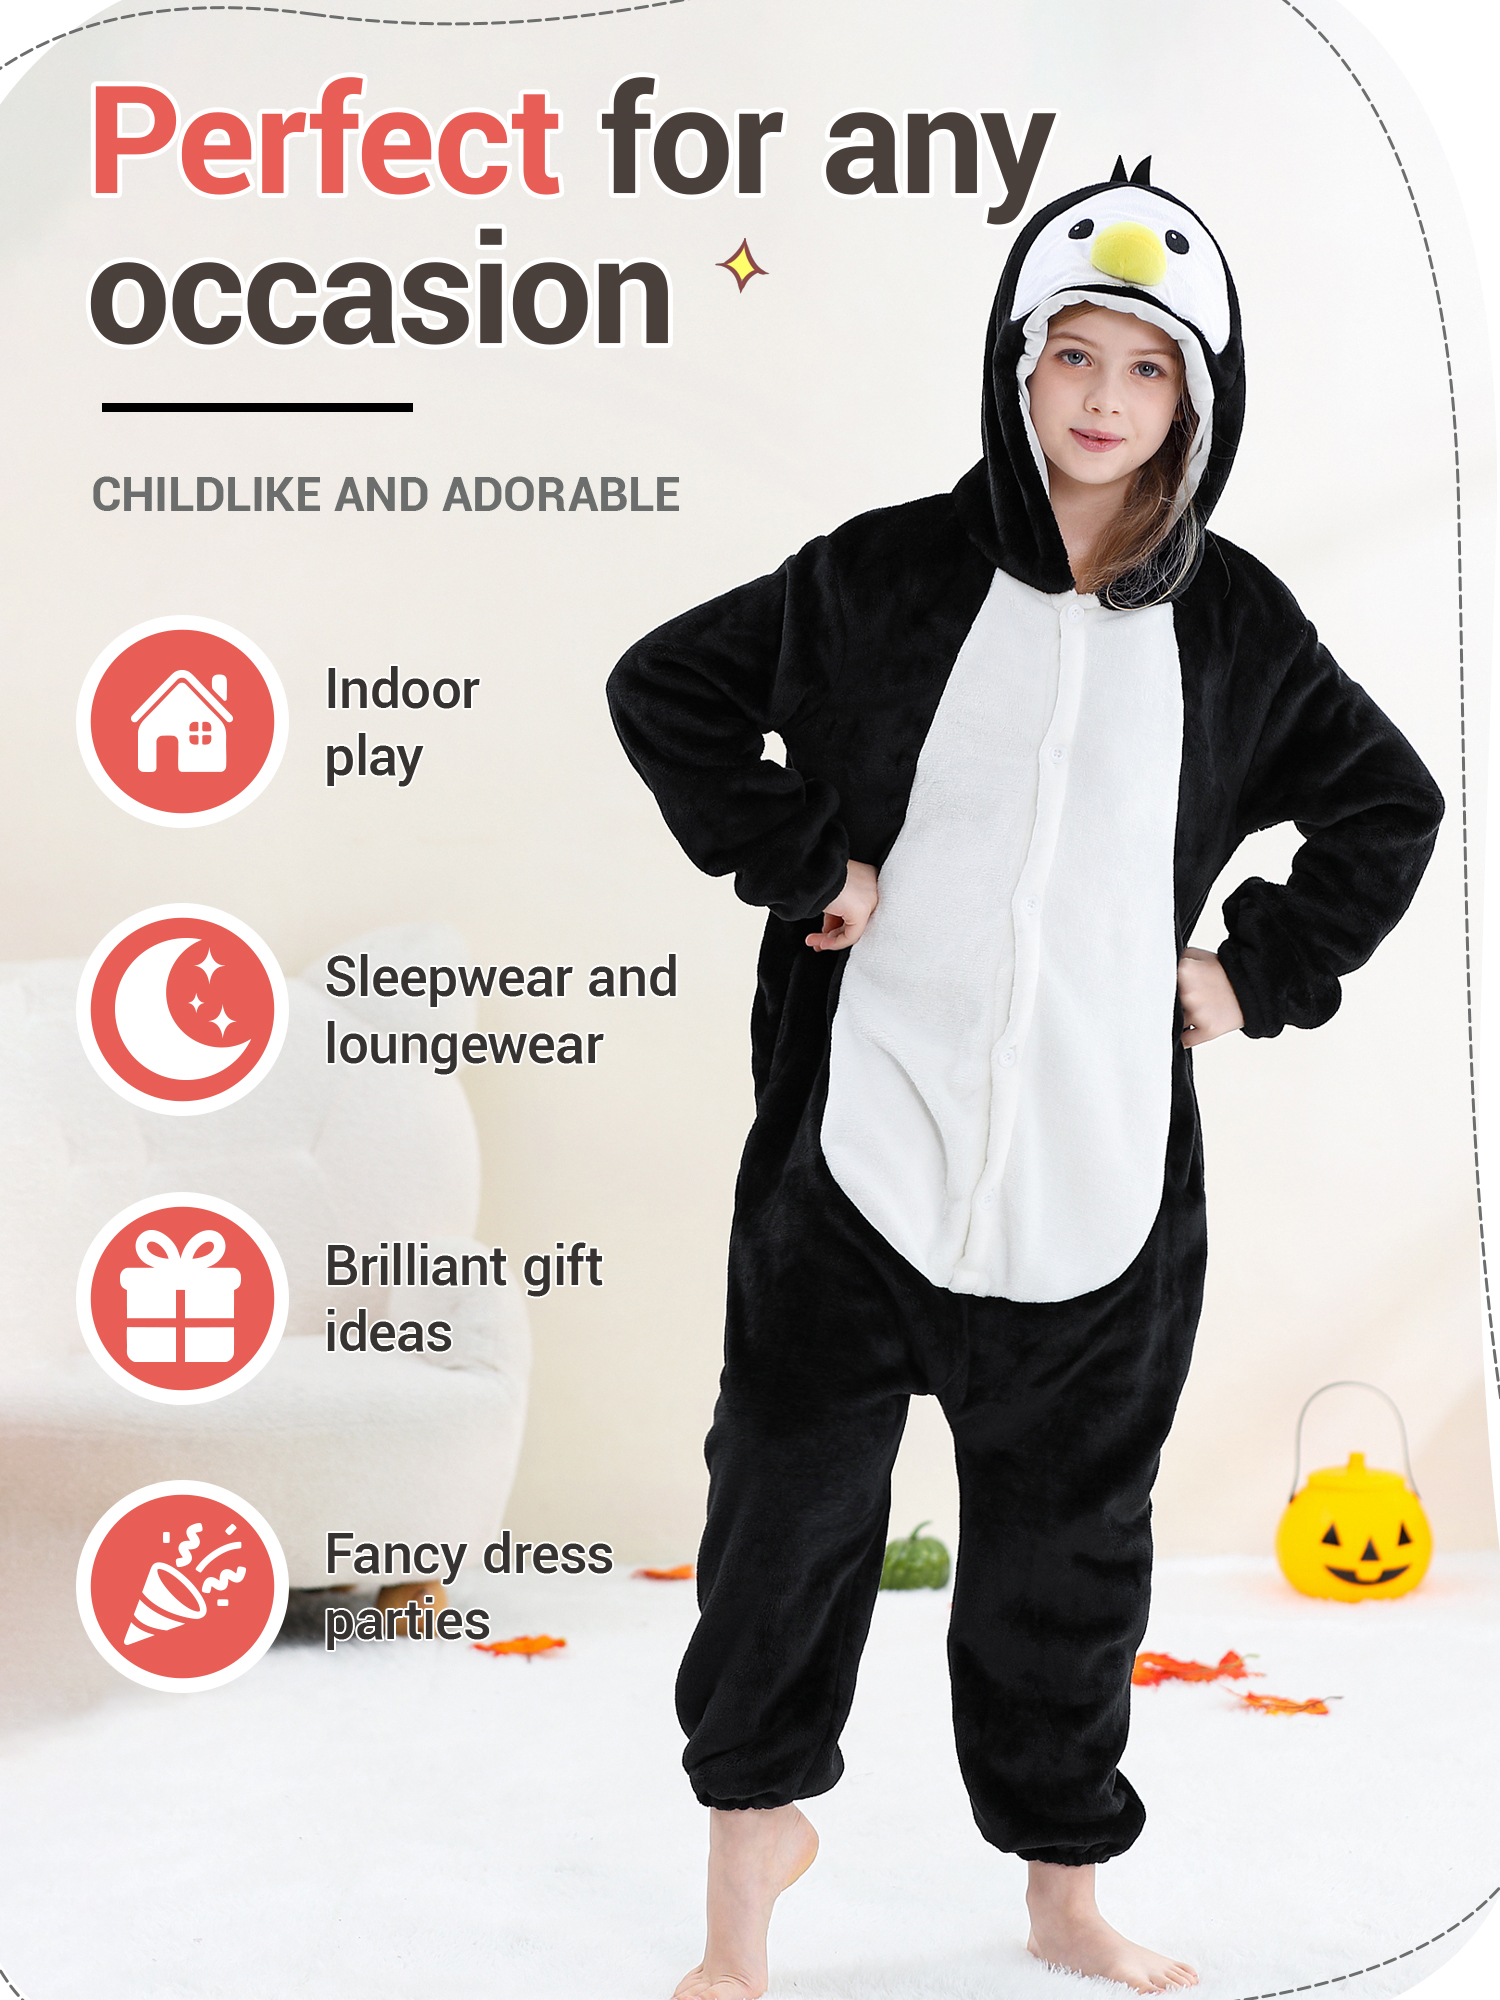 Perfect for any
occasion
CHILDLIKE AND ADORABLE
Indoor
play
Sleepwear and
loungewear
Brilliant gift
ideas
Fancy dress
parties